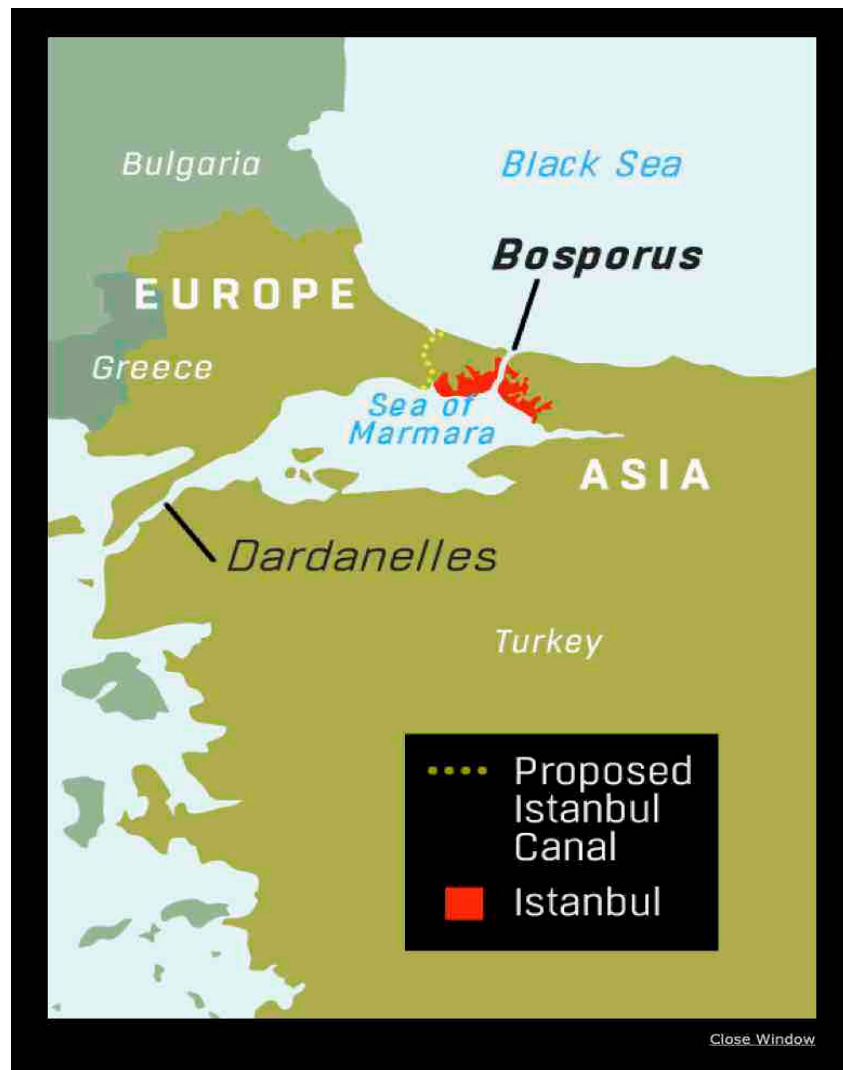 Bulgaria
Black Sea
Bosporus
EUROPE
Greece
Sea of
Marmara
ASIA
Dardanelles
Turkey
Proposed
Istanbul
Canal
Istanbul
Close Window